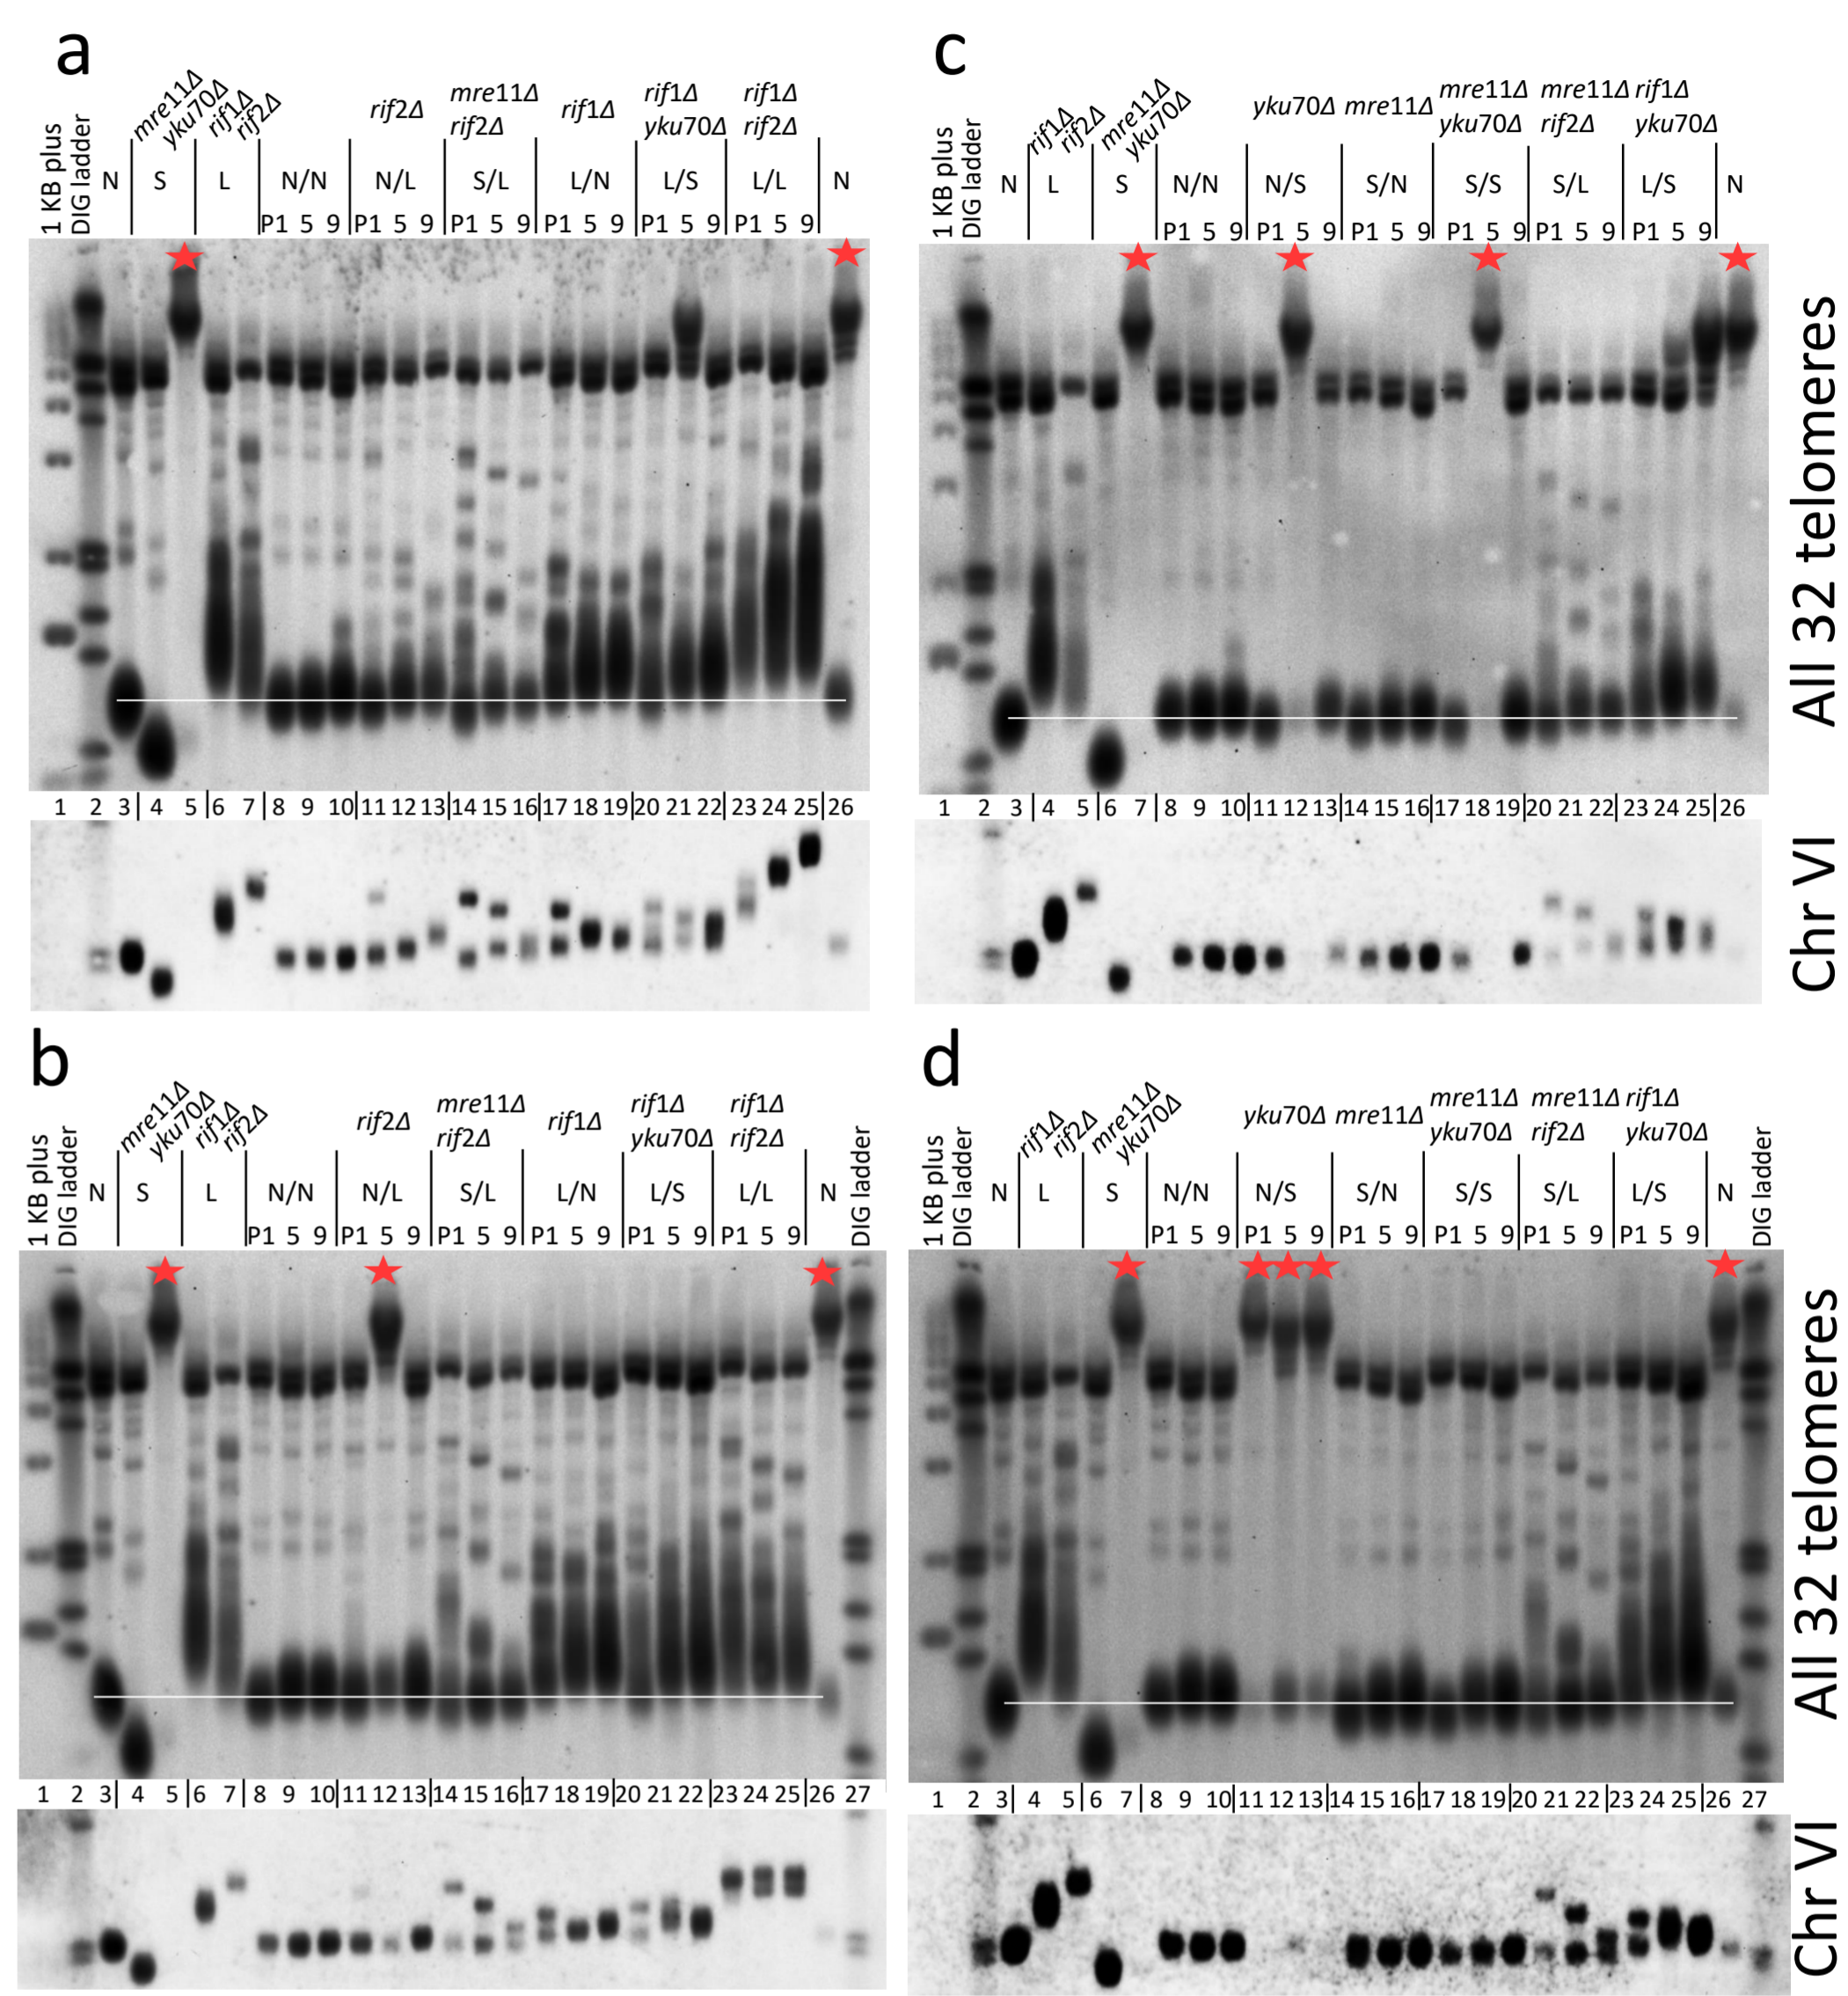 a
1 KB plus
DIG ladder
N
mre11Δ
yku70Δ
S
rif1Δ
rif2Δ
L
N/N
rif2Δ
N/L
mre11Δ
rif2Δ
S/L
rif1Δ
L/N
rif1Δ
yku70Δ
L/S
rif1Δ
rif2Δ
L/L
N
P1 5 9 P1 5 9 P1 5 9 P1 5 9 P1 5 9 P1 5 9
1 2 3 4 5 6 7 8 9 10 11 12 13 14 15 16 17 18 19 20 21 22 23 24 25 26
c
1 KB plus
DIG ladder
N
rif1Δ
rif2Δ
L
mre11Δ
yku70Δ
S
N/N
yku70Δ
N/S
mre11Δ
S/N
mre11Δ
yku70Δ
S/S
mre11Δ
rif2Δ
S/L
rif1Δ
yku70Δ
L/S
N
P1 5 9 P1 5 9 P1 5 9 P1 5 9 P1 5 9 P1 5 9
All 32 telomeres
1 2 3 4 5 6 7 8 9 10 11 12 13 14 15 16 17 18 19 20 21 22 23 24 25 26
Chr VI
b
1 KB plus
DIG ladder
N
mre11Δ
yku70Δ
S
rif1Δ
rif2Δ
L
N/N
rif2Δ
N/L
mre11Δ
rif2Δ
S/L
rif1Δ
L/N
rif1Δ
yku70Δ
L/S
rif1Δ
rif2Δ
L/L
N
DIG ladder
P1 5 9 P1 5 9 P1 5 9 P1 5 9 P1 5 9 P1 5 9
1 2 3 4 5 6 7 8 9 10 11 12 13 14 15 16 17 18 19 20 21 22 23 24 25 26 27
d
1 KB plus
DIG ladder
N
rif1Δ
rif2Δ
L
mre11Δ
yku70Δ
S
N/N
yku70Δ
N/S
mre11Δ
S/N
mre11Δ
yku70Δ
S/S
mre11Δ
rif2Δ
S/L
rif1Δ
yku70Δ
L/S
N
DIG ladder
P1 5 9 P1 5 9 P1 5 9 P1 5 9 P1 5 9 P1 5 9
All 32 telomeres
1 2 3 4 5 6 7 8 9 10 11 12 13 14 15 16 17 18 19 20 21 22 23 24 25 26 27
Chr VI